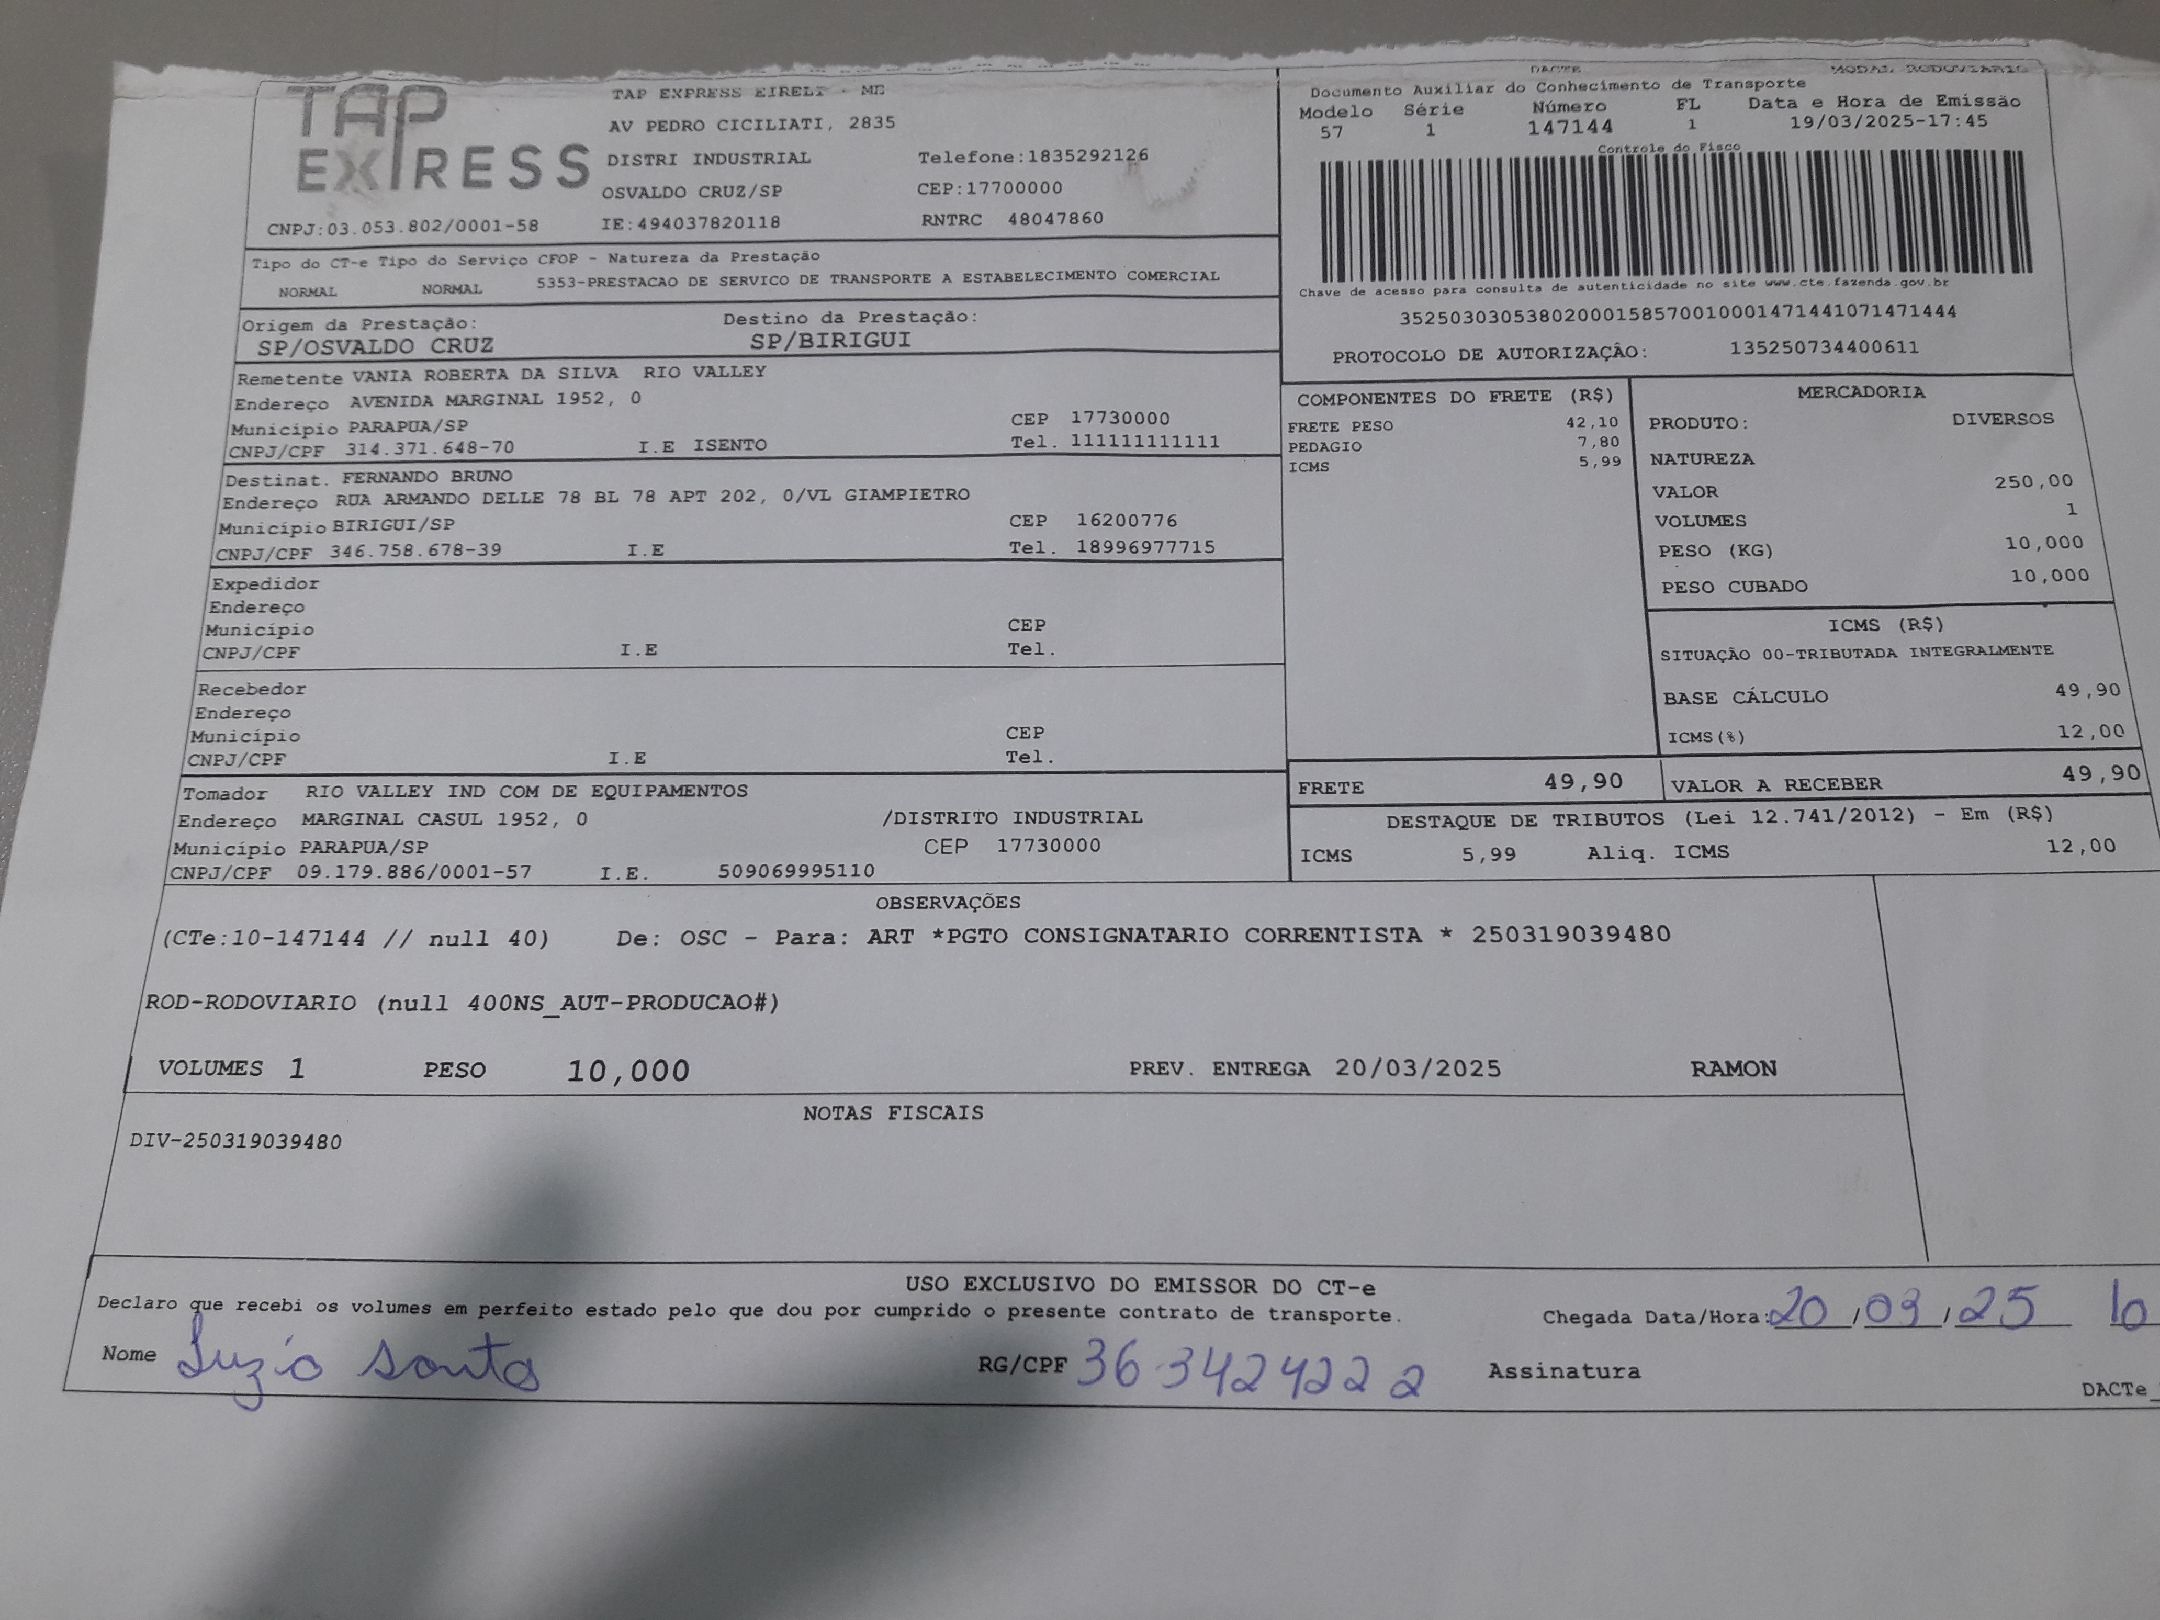 TAP EXPRESS
TAP EXPRESS EIRELI - ME
AV PEDRO CICILIATI, 2835
DISTRI INDUSTRIAL Telefone:1835292126
OSVALDO CRUZ/SP CEP:17700000
CNPJ:03.053.802/0001-58 IE:494037820118 RNTRC 48047860
DACTE MODAL RODOVIARIO
Documento Auxiliar do Conhecimento de Transporte
Modelo Série Número FL Data e Hora de Emissão
57 1 147144 1 19/03/2025-17:45
Controle do Fisco
Chave de acesso para consulta de autenticidade no site www.cte.fazenda.gov.br
35250303053802000158570010001471441071471444
PROTOCOLO DE AUTORIZAÇÃO: 135250734400611
Tipo do CT-e Tipo do Serviço CFOP - Natureza da Prestação
NORMAL NORMAL 5353-PRESTACAO DE SERVICO DE TRANSPORTE A ESTABELECIMENTO COMERCIAL
Origem da Prestação: Destino da Prestação:
SP/OSVALDO CRUZ SP/BIRIGUI
Remetente VANIA ROBERTA DA SILVA RIO VALLEY
Endereço AVENIDA MARGINAL 1952, 0
Município PARAPUA/SP CEP 17730000
CNPJ/CPF 314.371.648-70 I.E ISENTO Tel. 111111111111
Destinat. FERNANDO BRUNO
Endereço RUA ARMANDO DELLE 78 BL 78 APT 202, 0/VL GIAMPIETRO
Município BIRIGUI/SP CEP 16200776
CNPJ/CPF 346.758.678-39 I.E Tel. 18996977715
Expedidor
Endereço
Município CEP
CNPJ/CPF I.E Tel.
Recebedor
Endereço
Município CEP
CNPJ/CPF I.E Tel.
Tomador RIO VALLEY IND COM DE EQUIPAMENTOS
Endereço MARGINAL CASUL 1952, 0 /DISTRITO INDUSTRIAL
Município PARAPUA/SP CEP 17730000
CNPJ/CPF 09.179.886/0001-57 I.E. 509069995110
COMPONENTES DO FRETE (R$)
FRETE PESO 42,10
PEDAGIO 7,80
ICMS 5,99
MERCADORIA
PRODUTO: DIVERSOS
NATUREZA
VALOR 250,00
VOLUMES 1
PESO (KG) 10,000
PESO CUBADO 10,000
ICMS (R$)
SITUAÇÃO 00-TRIBUTADA INTEGRALMENTE
BASE CÁLCULO 49,90
ICMS(%) 12,00
FRETE 49,90 VALOR A RECEBER 49,90
DESTAQUE DE TRIBUTOS (Lei 12.741/2012) - Em (R$)
ICMS 5,99 Aliq. ICMS 12,00
OBSERVAÇÕES
(CTe:10-147144 // null 40) De: OSC - Para: ART *PGTO CONSIGNATARIO CORRENTISTA * 250319039480
ROD-RODOVIARIO (null 400NS_AUT-PRODUCAO#)
VOLUMES 1 PESO 10,000 PREV. ENTREGA 20/03/2025 RAMON
NOTAS FISCAIS
DIV-250319039480
USO EXCLUSIVO DO EMISSOR DO CT-e
Declaro que recebi os volumes em perfeito estado pelo que dou por cumprido o presente contrato de transporte. Chegada Data/Hora: 20/03/25 10
Nome Luzio Santo RG/CPF 363424222 Assinatura
DACTe_